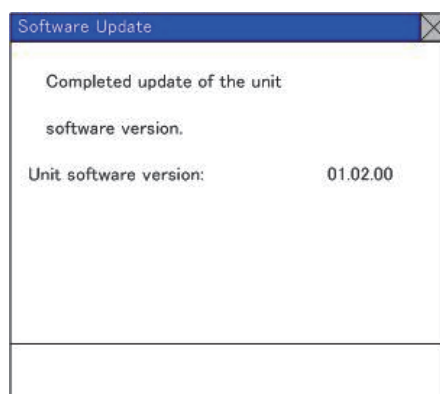 Software Update
Completed update of the unit
software version.
Unit software version: 01.02.00